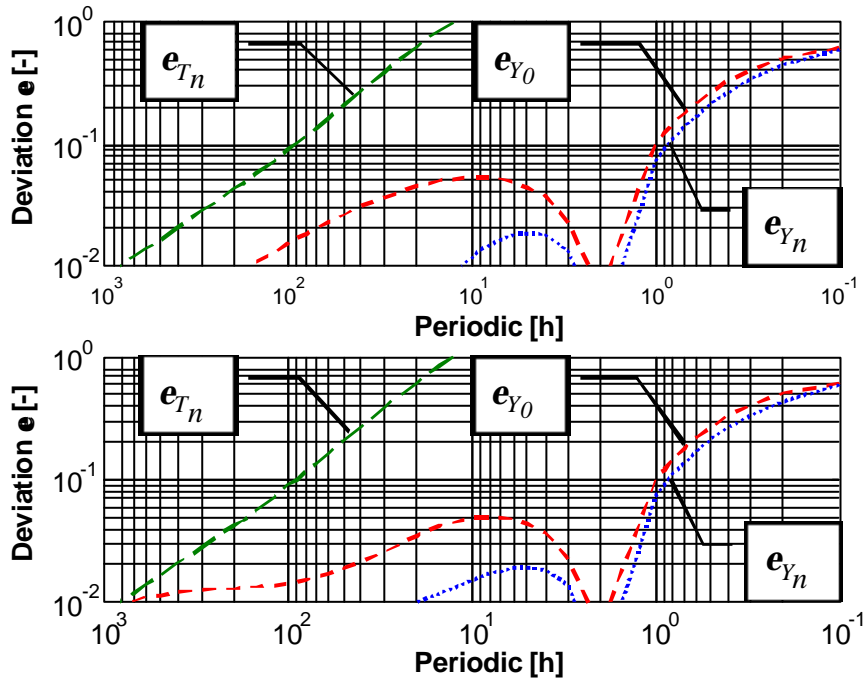 10^0
e_{T_n}
e_{Y_0}
10^{-1}
Deviation e [-]
e_{Y_n}
10^{-2}
10^3
10^2
10^1
10^0
10^{-1}
Periodic [h]
10^0
e_{T_n}
e_{Y_0}
10^{-1}
Deviation e [-]
e_{Y_n}
10^{-2}
10^3
10^2
10^1
10^0
10^{-1}
Periodic [h]